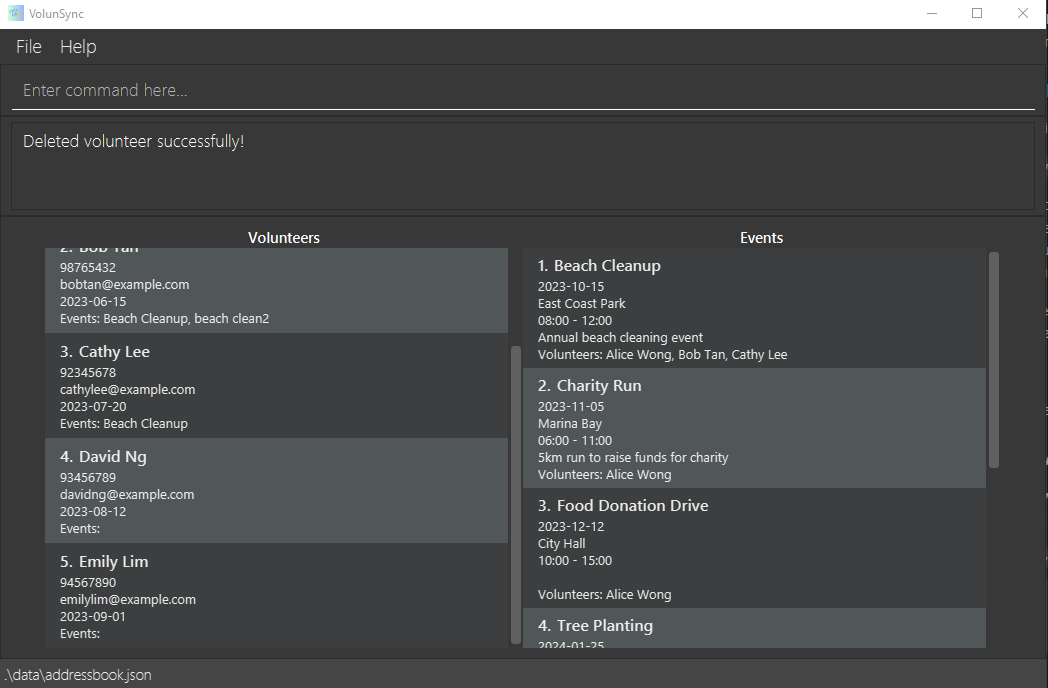 VolunSync
File Help
Enter command here...
Deleted volunteer successfully!
Volunteers
2. Bob Tan
98765432
bobtan@example.com
2023-06-15
Events: Beach Cleanup, beach clean2
3. Cathy Lee
92345678
cathylee@example.com
2023-07-20
Events: Beach Cleanup
4. David Ng
93456789
davidng@example.com
2023-08-12
Events:
5. Emily Lim
94567890
emilylim@example.com
2023-09-01
Events:
Events
1. Beach Cleanup
2023-10-15
East Coast Park
08:00 - 12:00
Annual beach cleaning event
Volunteers: Alice Wong, Bob Tan, Cathy Lee
2. Charity Run
2023-11-05
Marina Bay
06:00 - 11:00
5km run to raise funds for charity
Volunteers: Alice Wong
3. Food Donation Drive
2023-12-12
City Hall
10:00 - 15:00
Volunteers: Alice Wong
4. Tree Planting
2024-01-25
.\data\addressbook.json